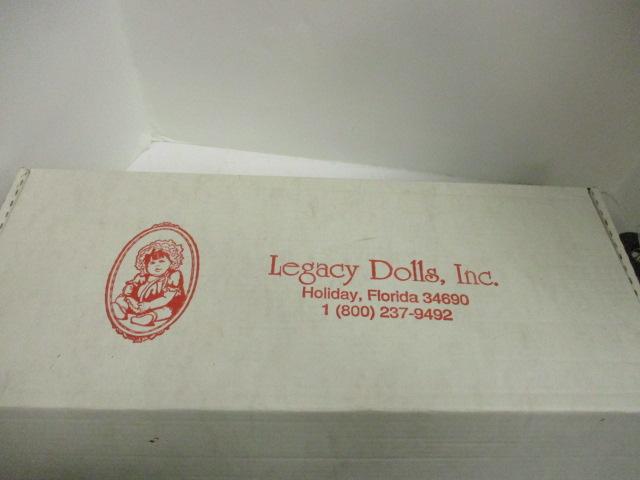 Legacy Dolls, Inc.
Holiday, Florida 34690
1 (800) 237-9492